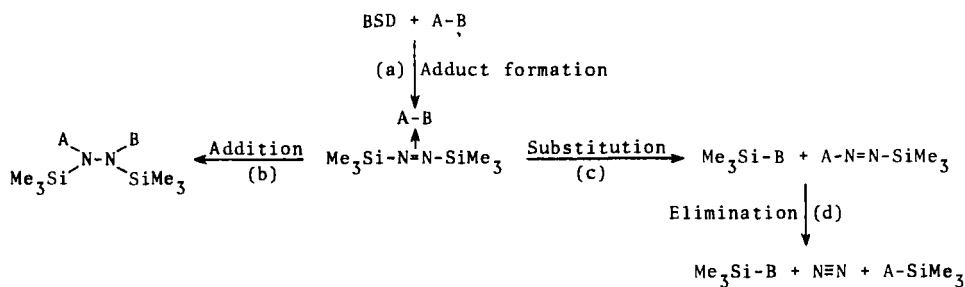 BSD + A-B
(a) Adduct formation
A-B
A B
N-N
Me3Si SiMe3
Addition
(b)
Me3Si-N=N-SiMe3
Substitution
(c)
Me3Si-B + A-N=N-SiMe3
Elimination (d)
Me3Si-B + N≡N + A-SiMe3